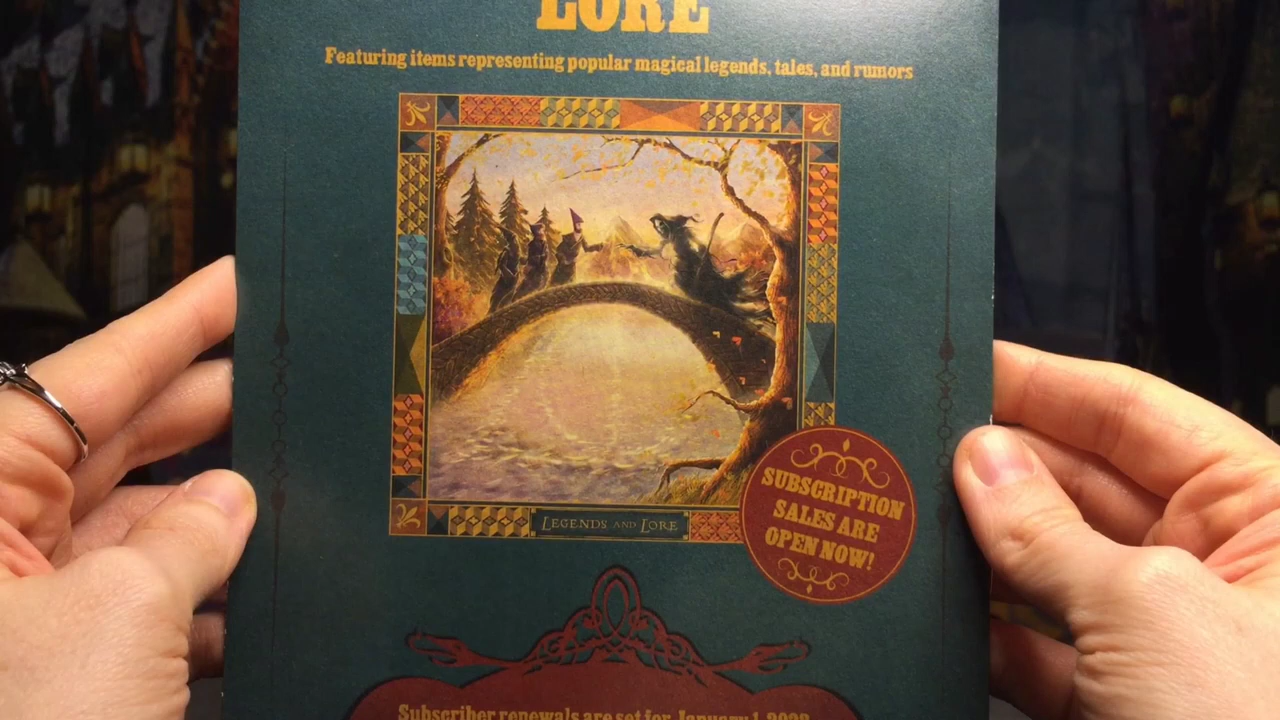 LORE
Featuring items representing popular magical legends, tales, and rumors
LEGENDS AND LORE
SUBSCRIPTION
SALES ARE
OPEN NOW!
Subscriber renewals are set for January 1, 2023